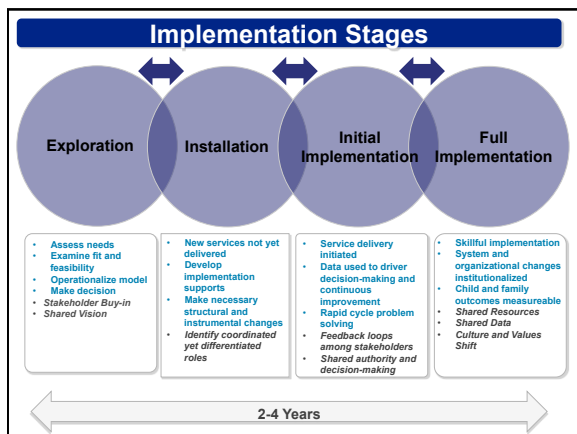 Implementation Stages
Exploration
Installation
Initial
Implementation
Full
Implementation
• Assess needs
• Examine fit and
feasibility
• Operationalize model
• Make decision
• Stakeholder Buy-in
• Shared Vision
• New services not yet
delivered
• Develop
implementation
supports
• Make necessary
structural and
instrumental changes
• Identify coordinated
yet differentiated
roles
• Service delivery
initiated
• Data used to driver
decision-making and
continuous
improvement
• Rapid cycle problem
solving
• Feedback loops
among stakeholders
• Shared authority and
decision-making
• Skillful implementation
• System and
organizational changes
institutionalized
• Child and family
outcomes measureable
• Shared Resources
• Shared Data
• Culture and Values
Shift
2-4 Years